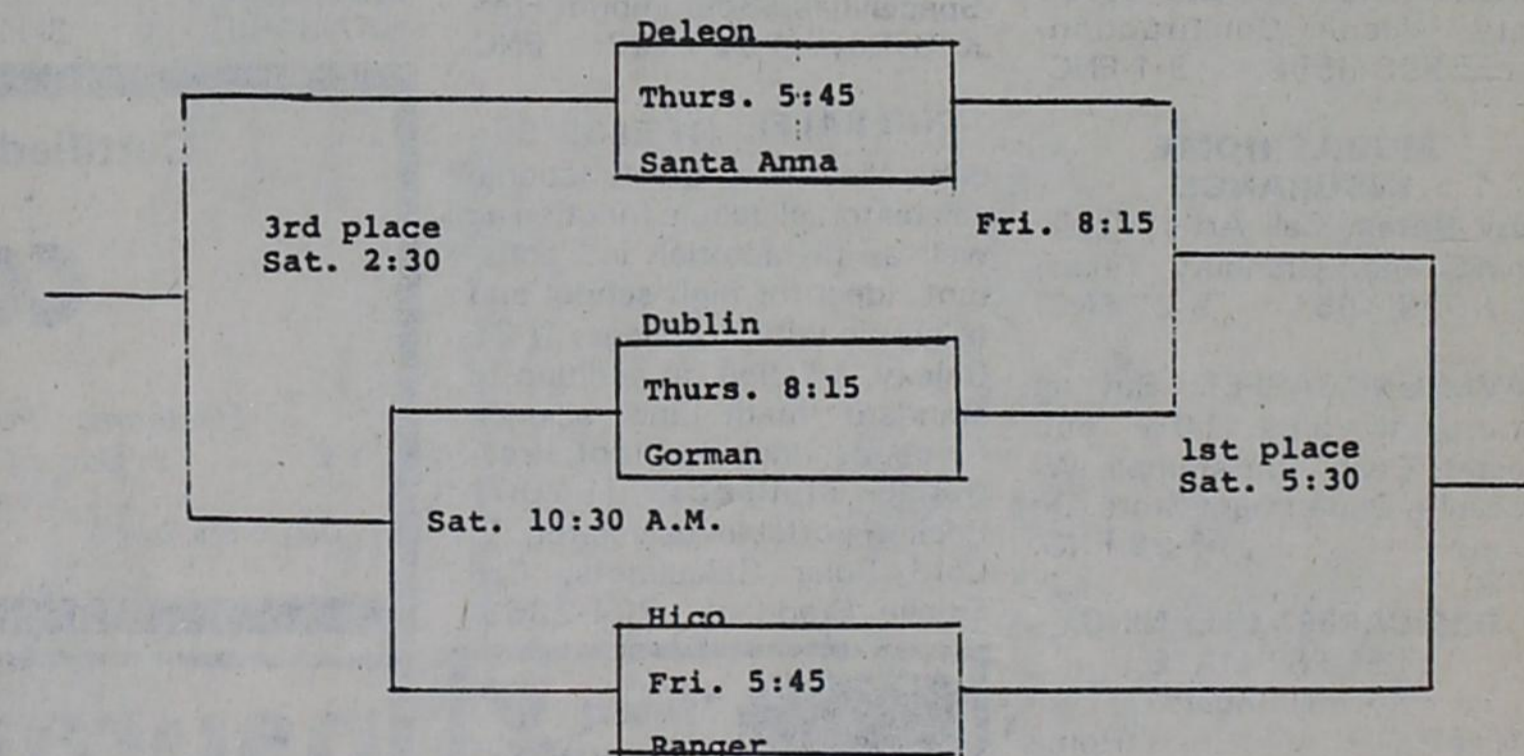 Deleon
Thurs. 5:45
Santa Anna
3rd place
Sat. 2:30
Fri. 8:15
Dublin
Thurs. 8:15
Gorman
1st place
Sat. 5:30
Sat. 10:30 A.M.
Hico
Fri. 5:45
Ranger